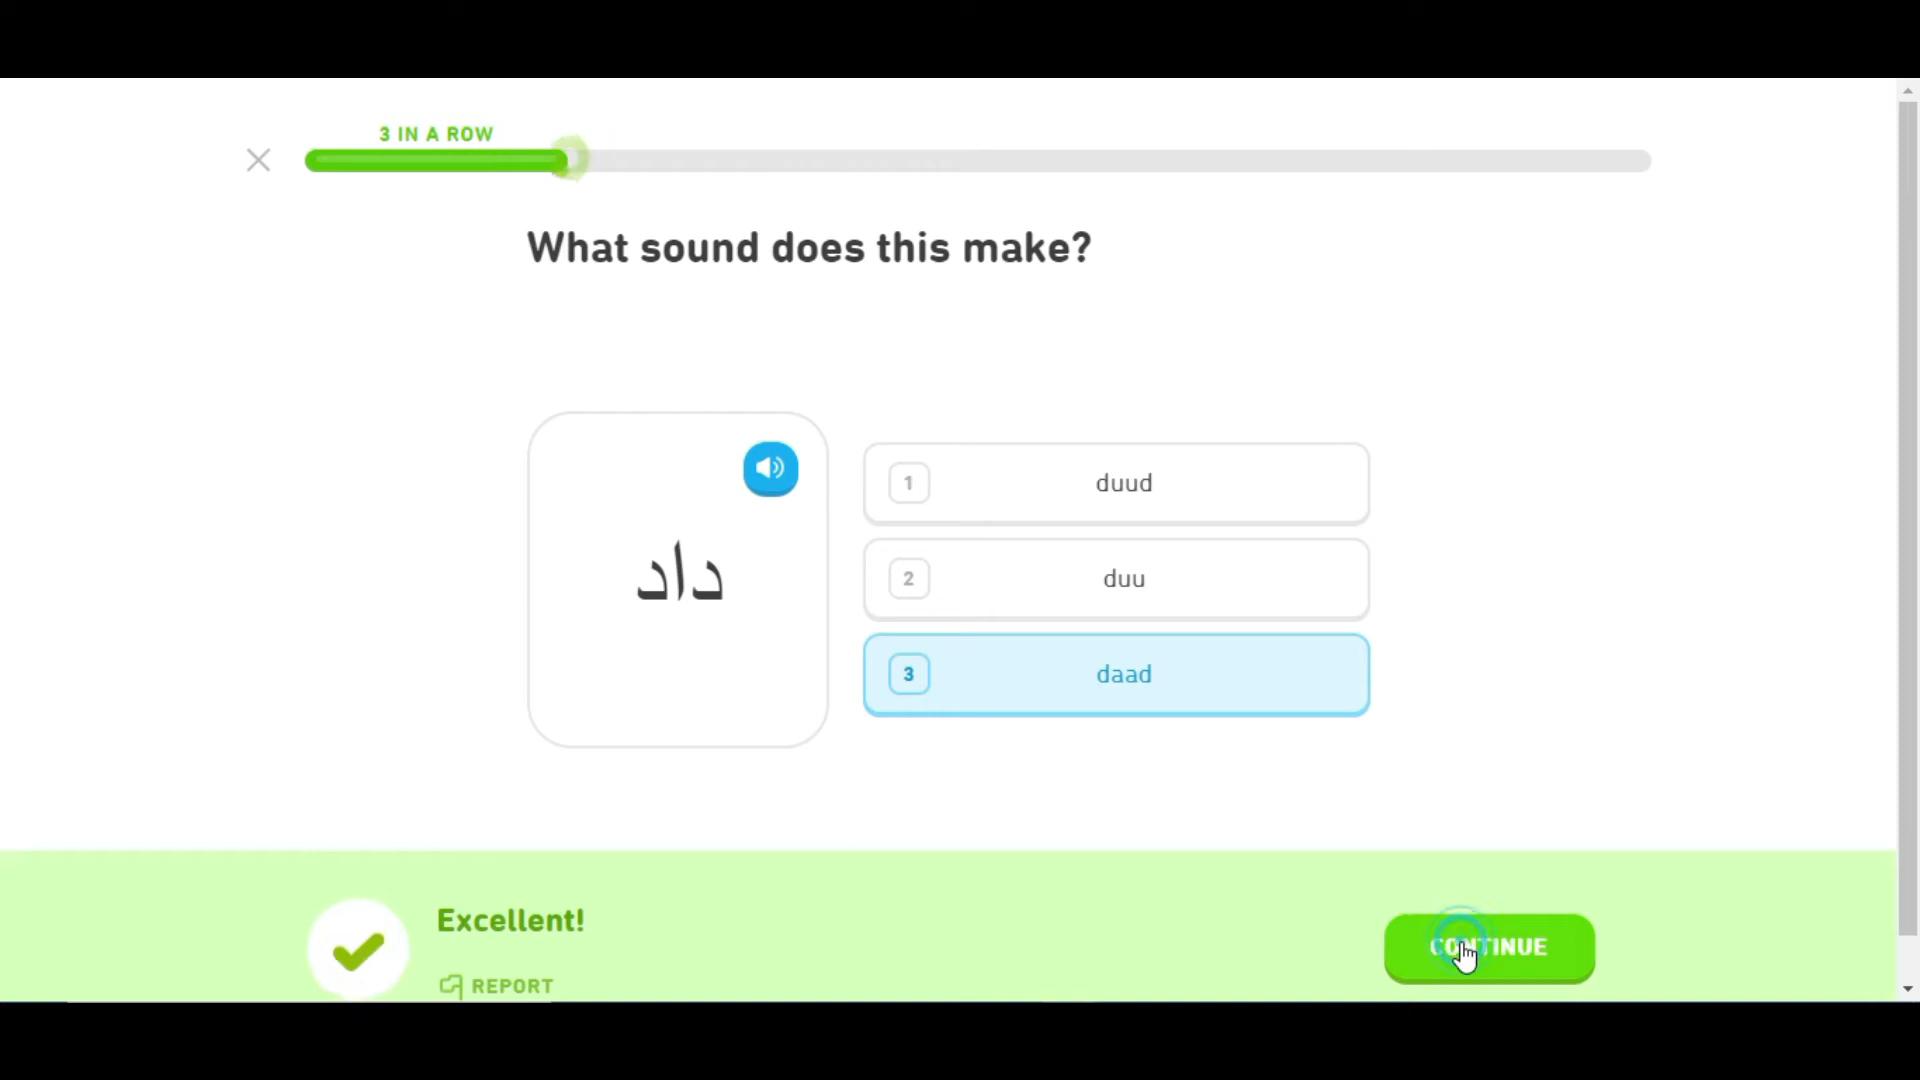 3 IN A ROW
What sound does this make?
داد
1 duud
2 duu
3 daad
Excellent!
REPORT
CONTINUE